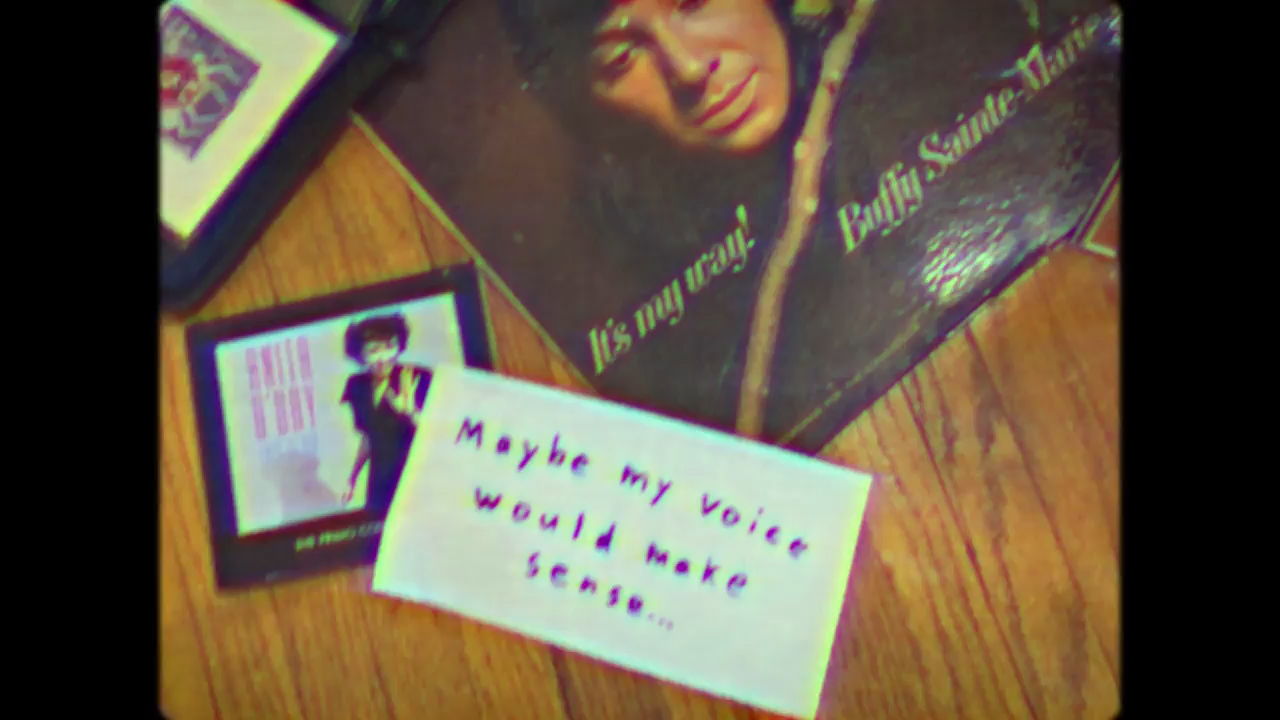 Buffy Sainte-Marie
It's my way!
ANITA
O'DAY
Maybe my voice
would make
sense...